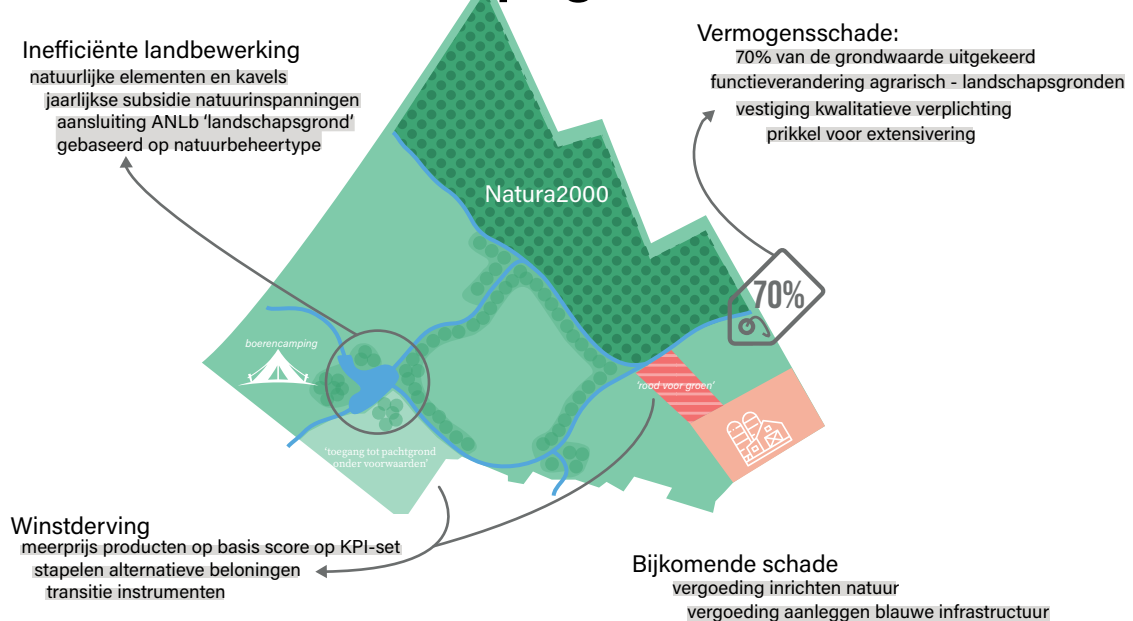 Inefficiënte landbewerking
natuurlijke elementen en kavels
jaarlijkse subsidie natuurinspanningen
aansluiting ANLb ‘landschapsgrond’
gebaseerd op natuurbeheertype
Vermogensschade:
70% van de grondwaarde uitgekeerd
functieverandering agrarisch - landschapsgronden
vestiging kwalitatieve verplichting
prikkel voor extensivering
Natura2000
70%
boerencamping
‘rood voor groen’
‘toegang tot pachtgrond
onder voorwaarden’
Winstderving
meerprijs producten op basis score op KPI-set
stapelen alternatieve beloningen
transitie instrumenten
Bijkomende schade
vergoeding inrichten natuur
vergoeding aanleggen blauwe infrastructuur